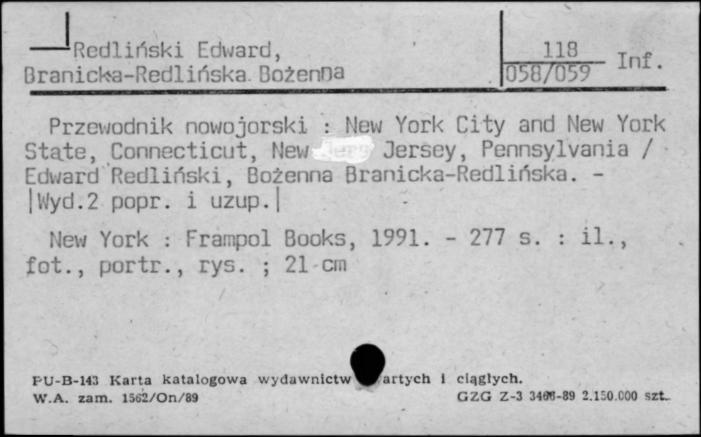 Redliński Edward,
Branicka-Redlińska Bożenna
118
058/059 Inf.
Przewodnik nowojorski : New York City and New York
State, Connecticut, New Jersey, Pennsylvania /
Edward Redliński, Bożenna Branicka-Redlińska. -
|Wyd.2 popr. i uzup.|
New York : Frampol Books, 1991. - 277 s. : il.,
fot., portr., rys. ; 21 cm
PU-B-143 Karta katalogowa wydawnictw artych i ciągłych.
W.A. zam. 1562/On/89 GZG Z-3 -89 2.150.000 szt.